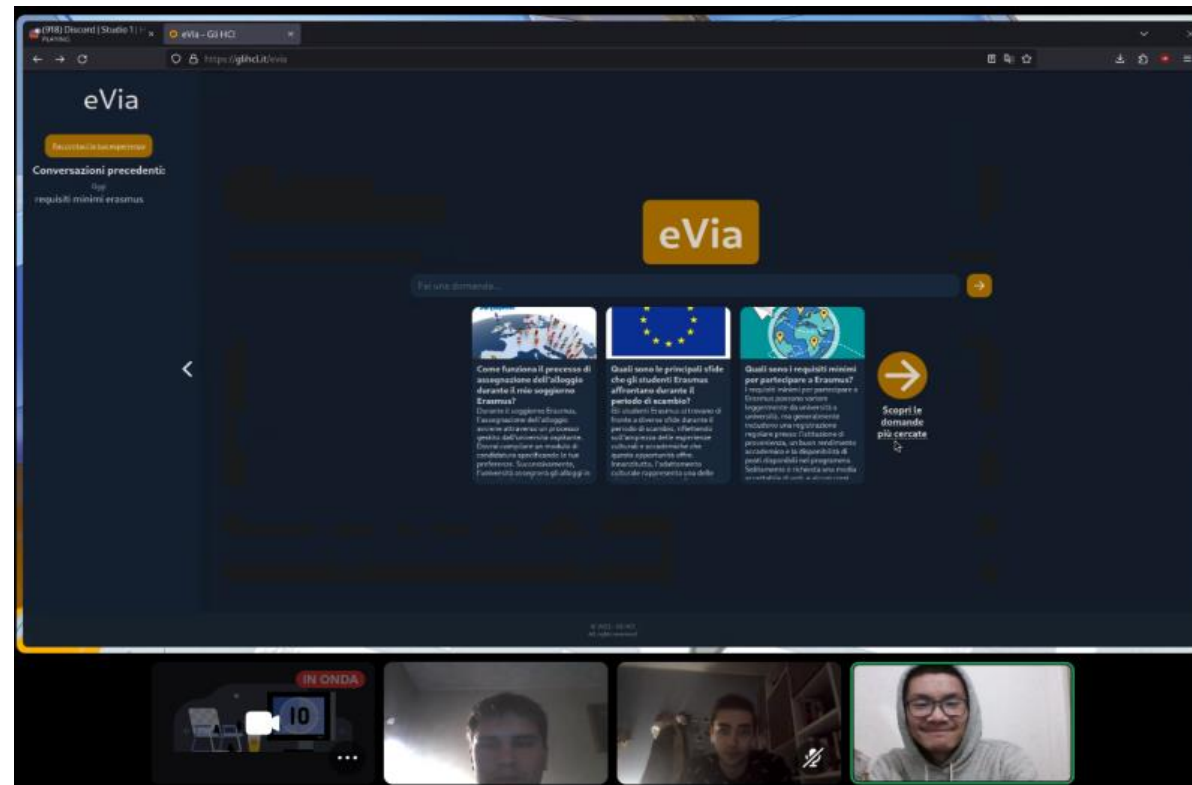 (918) Discord | Studio 1 |
PLAYING
eVia - Gli HCI
https://glihci.it/evia
eVia
Raccontaci la tua esperienza
Conversazioni precedenti:
Oggi
requisiti minimi erasmus
eVia
Fai una domanda...
Come funziona il processo di
assegnazione dell'alloggio
durante il mio soggiorno
Erasmus?
Durante il soggiorno Erasmus,
l'assegnazione dell'alloggio
avviene attraverso un processo
gestito dall'università ospitante.
Dovrai compilare un modulo di
candidatura specificando le tue
preferenze. Successivamente,
l'università assegnerà gli alloggi in
Quali sono le principali sfide
che gli studenti Erasmus
affrontano durante il
periodo di scambio?
Gli studenti Erasmus si trovano di
fronte a diverse sfide durante il
periodo di scambio, riflettendo
sull'ampiezza delle esperienze
culturali e accademiche che
questa opportunità offre.
Innanzitutto, l'adattamento
culturale rappresenta una delle
Quali sono i requisiti minimi
per partecipare a Erasmus?
I requisiti minimi per partecipare a
Erasmus possono variare
leggermente da università a
università, ma generalmente
includono una registrazione
regolare presso l'istituzione di
provenienza, un buon rendimento
accademico e la disponibilità di
posti disponibili nel programma.
Solitamente è richiesta una media
Scopri le
domande
più cercate
All rights reserved
IN ONDA
10